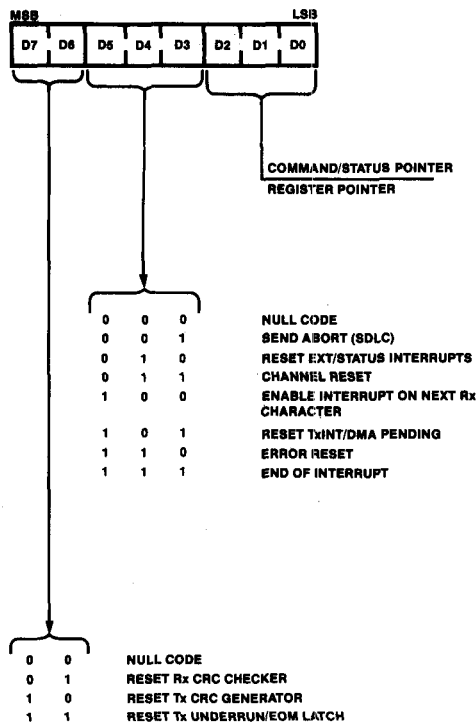 MSB LSB
D7 D6 D5 D4 D3 D2 D1 D0
COMMAND/STATUS POINTER
REGISTER POINTER
0 0 0 NULL CODE
0 0 1 SEND ABORT (SDLC)
0 1 0 RESET EXT/STATUS INTERRUPTS
0 1 1 CHANNEL RESET
1 0 0 ENABLE INTERRUPT ON NEXT Rx
CHARACTER
1 0 1 RESET TxINT/DMA PENDING
1 1 0 ERROR RESET
1 1 1 END OF INTERRUPT
0 0 NULL CODE
0 1 RESET Rx CRC CHECKER
1 0 RESET Tx CRC GENERATOR
1 1 RESET Tx UNDERRUN/EOM LATCH